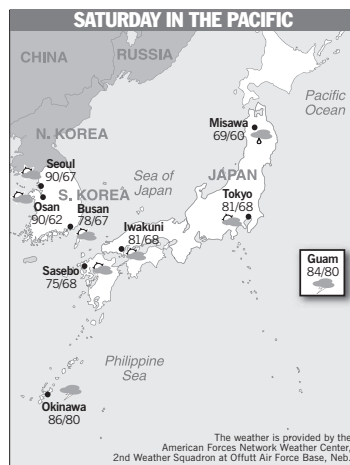 SATURDAY IN THE PACIFIC
CHINA
RUSSIA
Pacific
Ocean
Misawa
69/60
N. KOREA
Seoul
90/67
Sea of
Japan
JAPAN
S. KOREA
Osan
90/62
Busan
78/67
Tokyo
81/68
Iwakuni
81/68
Sasebo
75/68
Guam
84/80
Philippine
Sea
Okinawa
86/80
The weather is provided by the
American Forces Network Weather Center,
2nd Weather Squadron at Offutt Air Force Base, Neb.